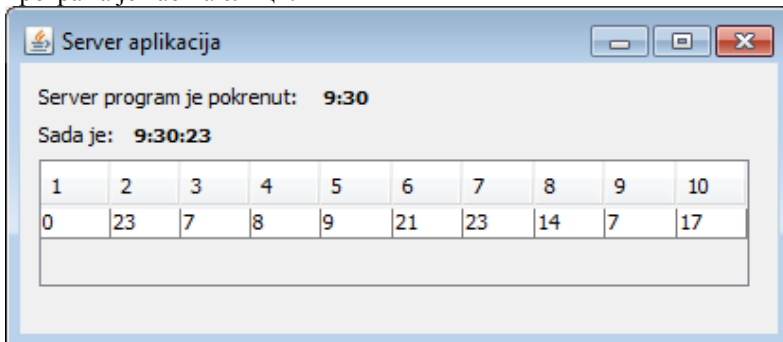 Server aplikacija
Server program je pokrenut: 9:30
Sada je: 9:30:23
1 2 3 4 5 6 7 8 9 10
0 23 7 8 9 21 23 14 7 17